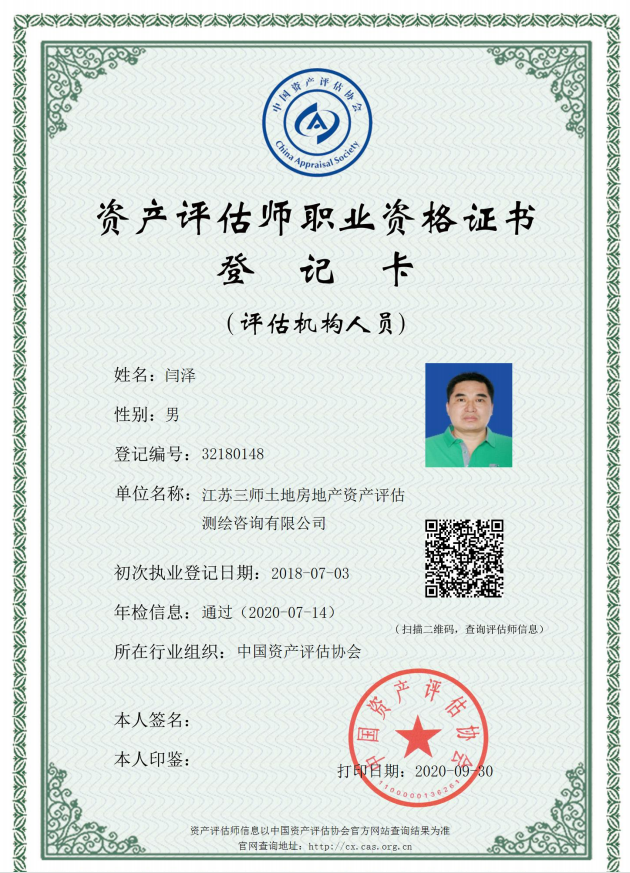 中国资产评估协会
China Appraisal Society
资产评估师职业资格证书
登记卡
(评估机构人员)
姓名：闫泽
性别：男
登记编号：32180148
单位名称：江苏三师土地房地产资产评估
测绘咨询有限公司
初次执业登记日期：2018-07-03
年检信息：通过（2020-07-14）
（扫描二维码，查询评估师信息）
所在行业组织：中国资产评估协会
中国资产评估协会
本人签名：
本人印鉴：
打印日期：2020-09-30
1100000136261
资产评估师信息以中国资产评估协会官方网站查询结果为准
官网查询地址：http://cx.cas.org.cn